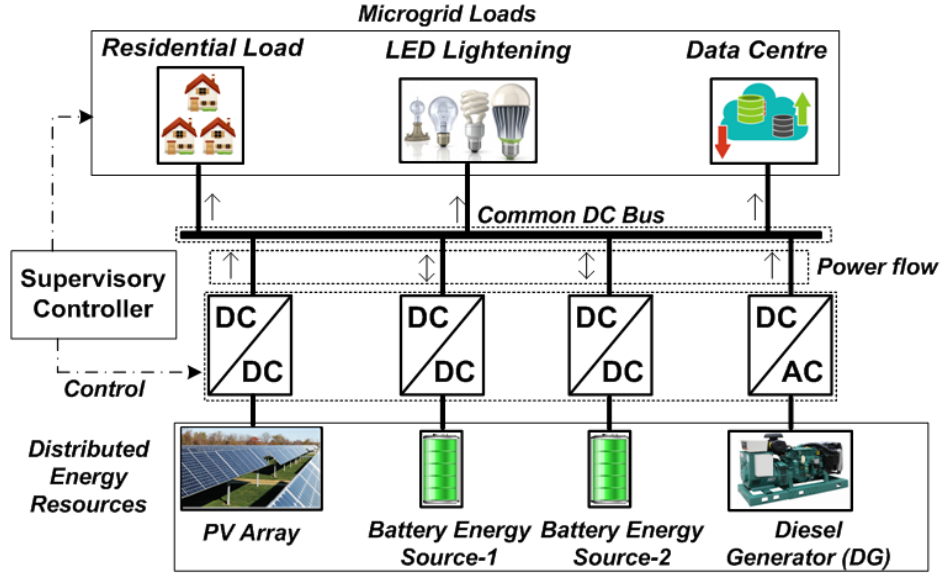 Microgrid Loads
Residential Load
LED Lightening
Data Centre
Common DC Bus
Power flow
Supervisory
Controller
DC
DC
DC
DC
DC
DC
DC
AC
Control
Distributed
Energy
Resources
PV Array
Battery Energy
Source-1
Battery Energy
Source-2
Diesel
Generator (DG)